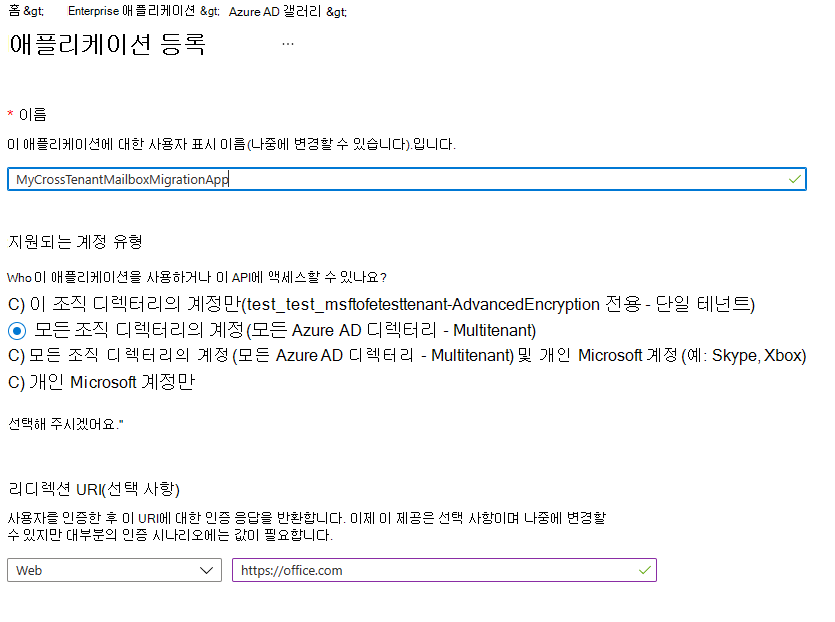 홈 &gt; Enterprise 애플리케이션 &gt; Azure AD 갤러리 &gt;
애플리케이션 등록 ...
* 이름
이 애플리케이션에 대한 사용자 표시 이름(나중에 변경할 수 있습니다).입니다.
MyCrossTenantMailboxMigrationApp
지원되는 계정 유형
Who 이 애플리케이션을 사용하거나 이 API에 액세스할 수 있나요?
C) 이 조직 디렉터리의 계정만(test_test_msftofetesttenant-AdvancedEncryption 전용 - 단일 테넌트)
모든 조직 디렉터리의 계정(모든 Azure AD 디렉터리 - Multitenant)
C) 모든 조직 디렉터리의 계정(모든 Azure AD 디렉터리 - Multitenant) 및 개인 Microsoft 계정(예: Skype, Xbox)
C) 개인 Microsoft 계정만
선택해 주시겠어요."
리디렉션 URI(선택 사항)
사용자를 인증한 후 이 URI에 대한 인증 응답을 반환합니다. 이제 이 제공은 선택 사항이며 나중에 변경할
수 있지만 대부분의 인증 시나리오에는 값이 필요합니다.
Web https://office.com